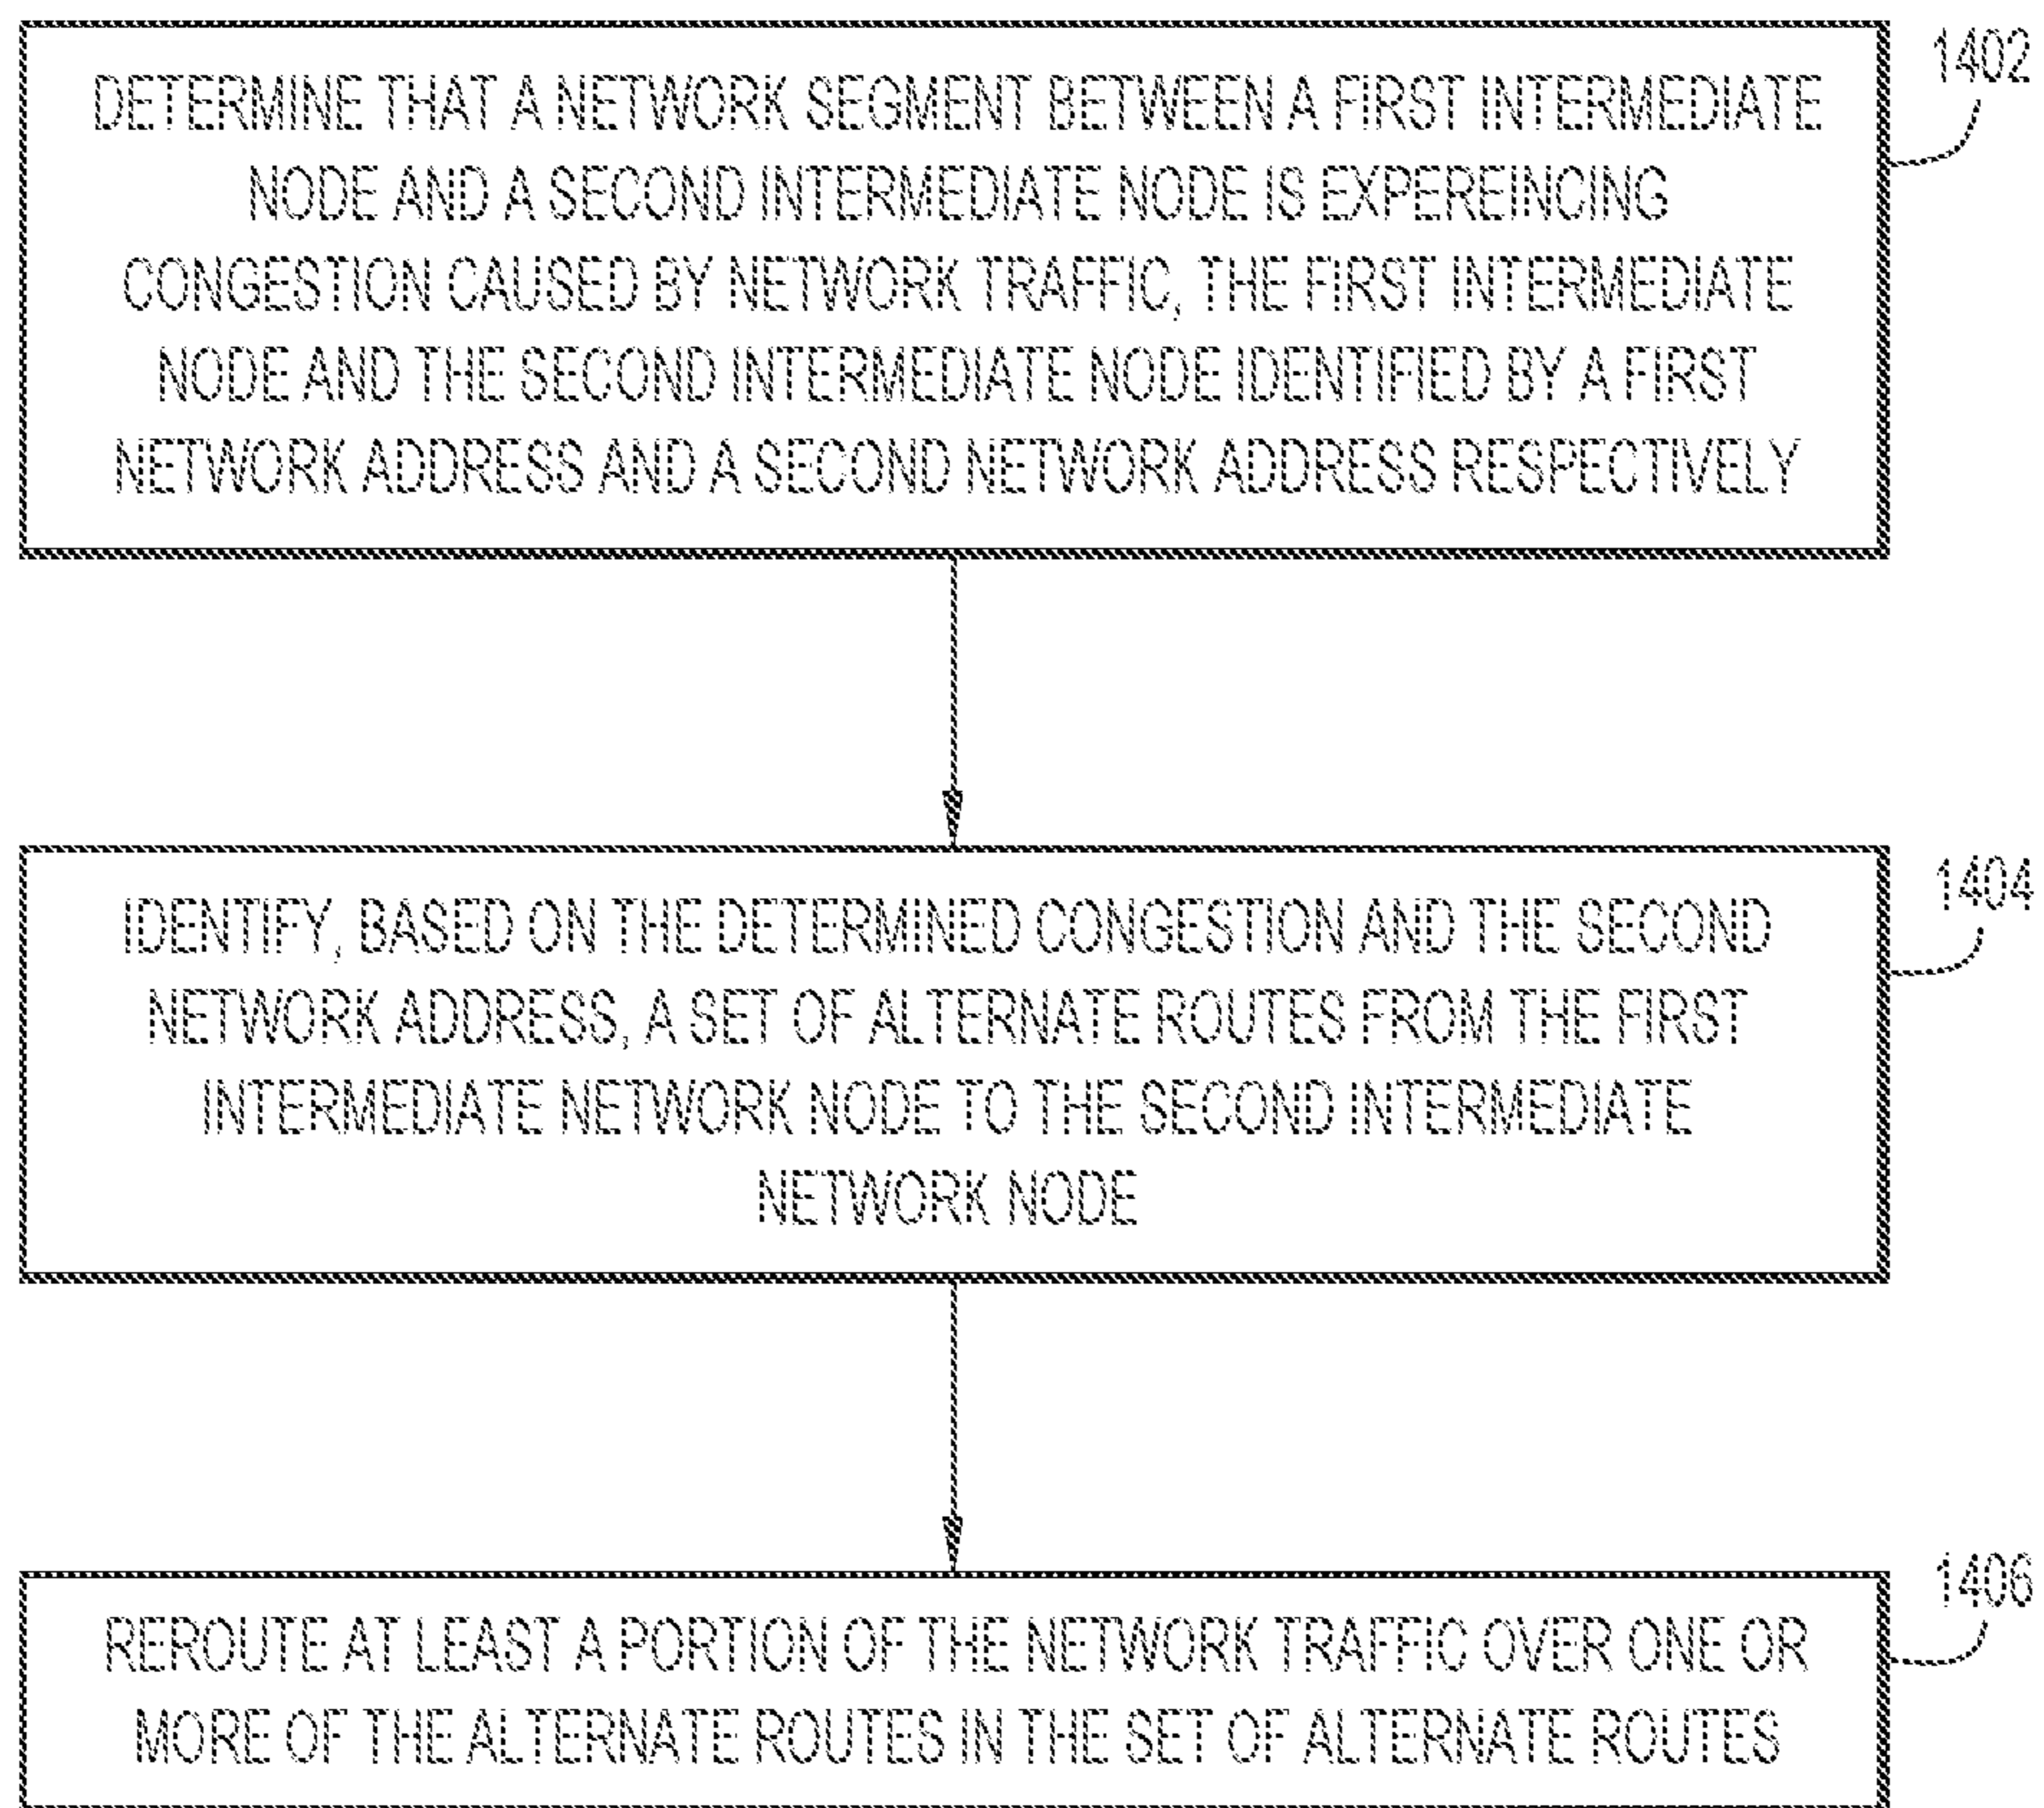 DETERMINE THAT A NETWORK SEGMENT BETWEEN A FIRST INTERMEDIATE
NODE AND A SECOND INTERMEDIATE NODE IS EXPEREINCING
CONGESTION CAUSED BY NETWORK TRAFFIC, THE FIRST INTERMEDIATE
NODE AND THE SECOND INTERMEDIATE NODE IDENTIFIED BY A FIRST
NETWORK ADDRESS AND A SECOND NETWORK ADDRESS RESPECTIVELY
1402
IDENTIFY, BASED ON THE DETERMINED CONGESTION AND THE SECOND
NETWORK ADDRESS, A SET OF ALTERNATE ROUTES FROM THE FIRST
INTERMEDIATE NETWORK NODE TO THE SECOND INTERMEDIATE
NETWORK NODE
1404
REROUTE AT LEAST A PORTION OF THE NETWORK TRAFFIC OVER ONE OR
MORE OF THE ALTERNATE ROUTES IN THE SET OF ALTERNATE ROUTES
1406